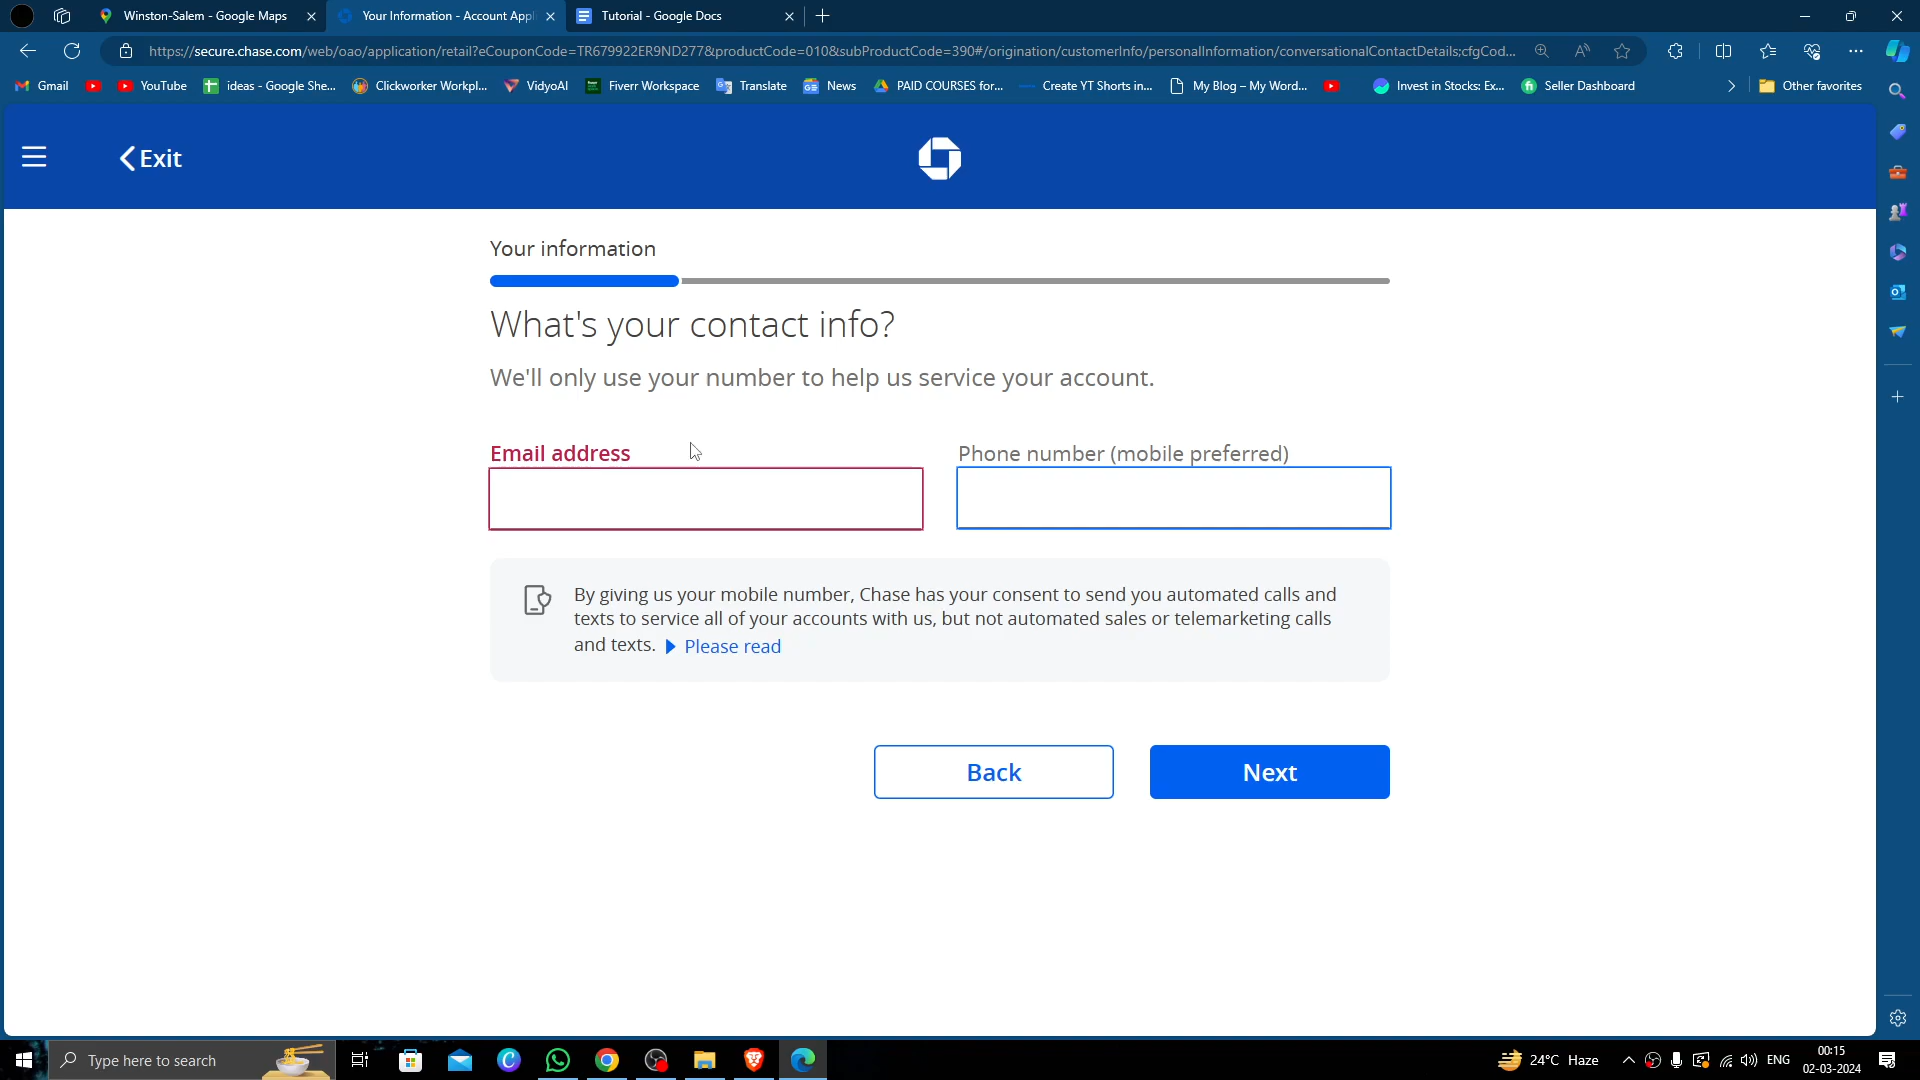 Winston-Salem - Google Maps
Your Information - Account Appl
Tutorial - Google Docs
https://secure.chase.com/web/oao/application/retail?eCouponCode=TR679922ER9ND277&productCode=010&subProductCode=390#/origination/customerInfo/personalInformation/conversationalContactDetails;cfgCod...
Gmail
YouTube
ideas - Google She...
Clickworker Workpl...
VidyoAI
Fiverr Workspace
Translate
News
PAID COURSES for...
Create YT Shorts in...
My Blog – My Word...
Invest in Stocks: Ex...
Seller Dashboard
Other favorites
Exit
Your information
What's your contact info?
We'll only use your number to help us service your account.
Email address
Phone number (mobile preferred)
By giving us your mobile number, Chase has your consent to send you automated calls and
texts to service all of your accounts with us, but not automated sales or telemarketing calls
and texts. Please read
Back
Next
Type here to search
24°C Haze
ENG
00:15
02-03-2024